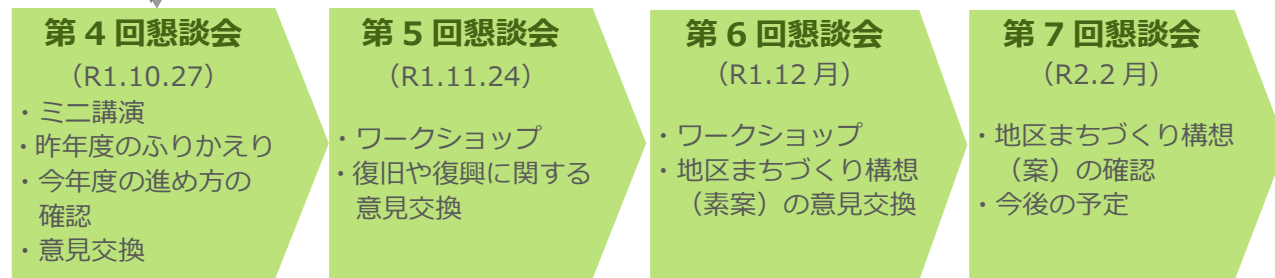 第４回懇談会
（R1.10.27）
・ミニ講演
・昨年度のふりかえり
・今年度の進め方の
確認
・意見交換
第５回懇談会
（R1.11.24）
・ワークショップ
・復旧や復興に関する
意見交換
第６回懇談会
（R1.12 月）
・ワークショップ
・地区まちづくり構想
（素案）の意見交換
第７回懇談会
（R2.2 月）
・地区まちづくり構想
（案）の確認
・今後の予定